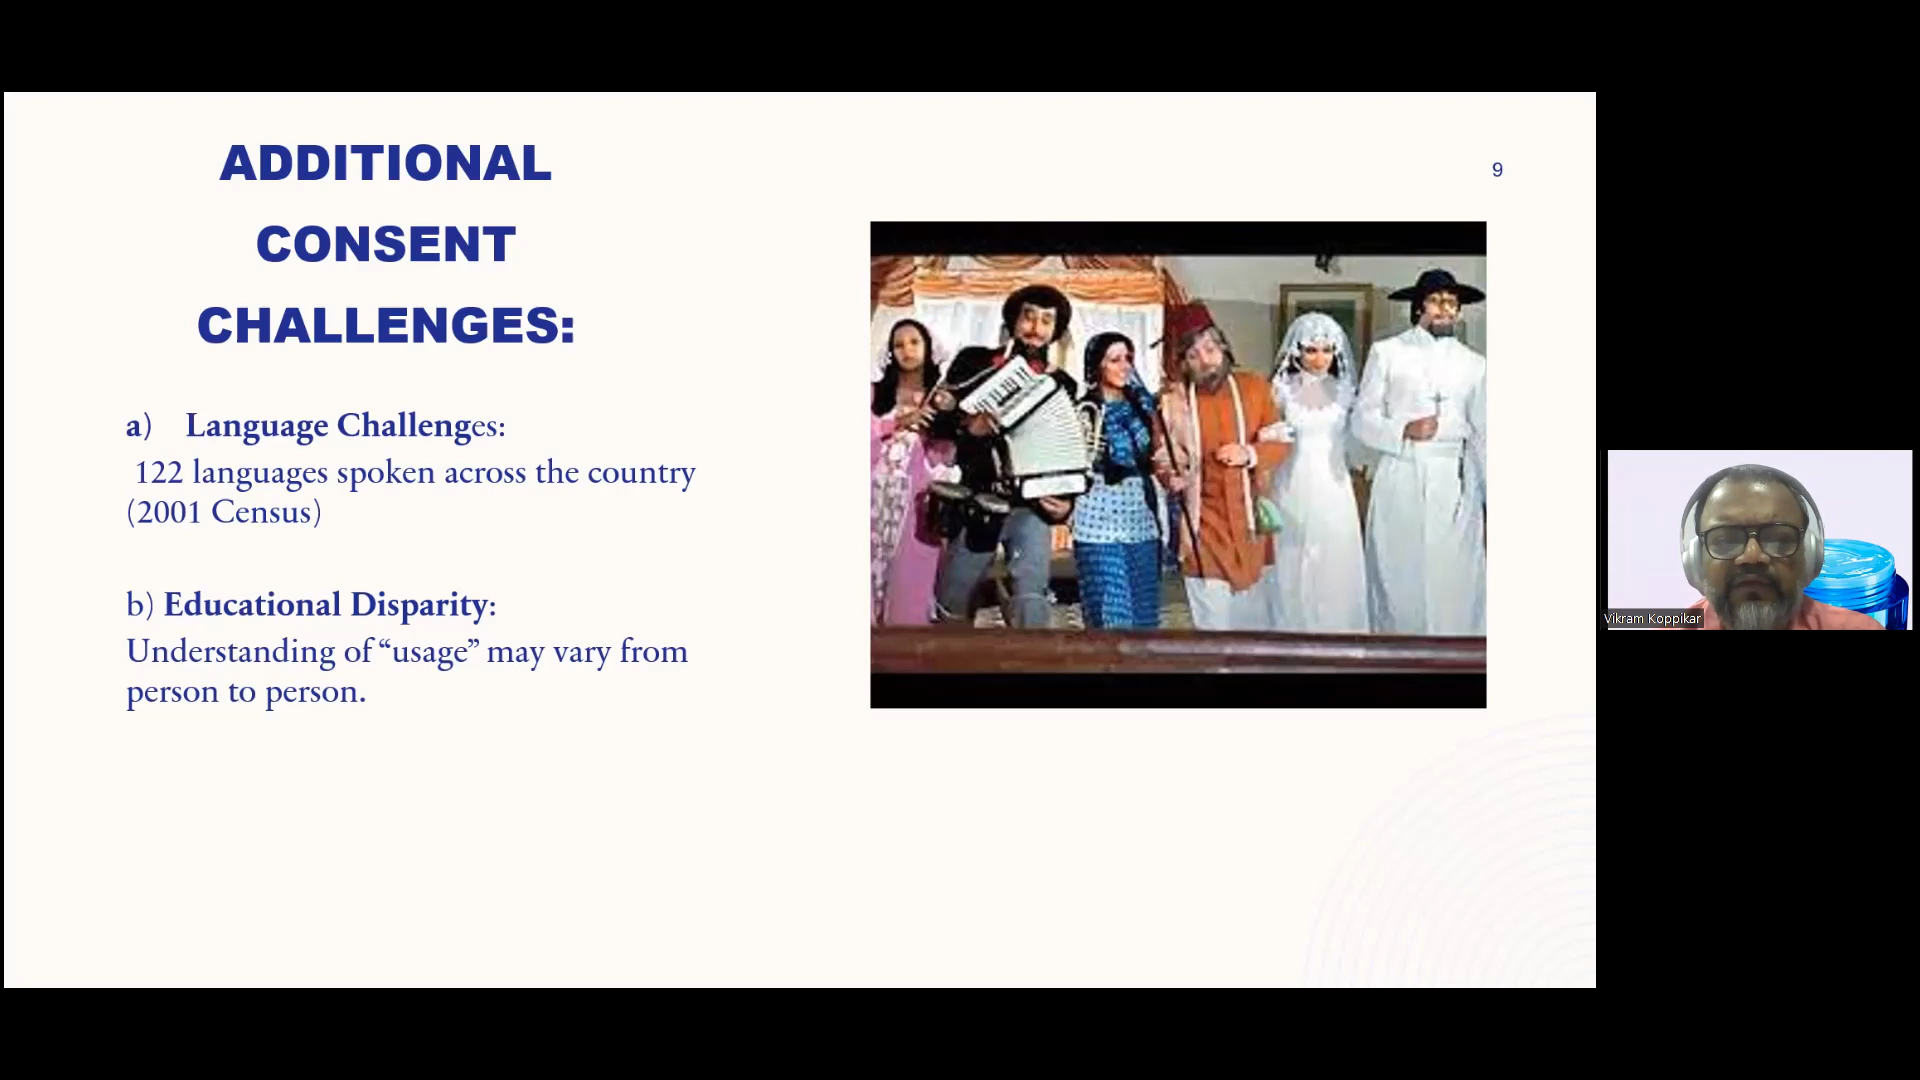 ADDITIONAL
CONSENT
CHALLENGES:
9
a) Language Challenges:
122 languages spoken across the country
(2001 Census)
b) Educational Disparity:
Understanding of “usage” may vary from
person to person.
Vikram Koppikar